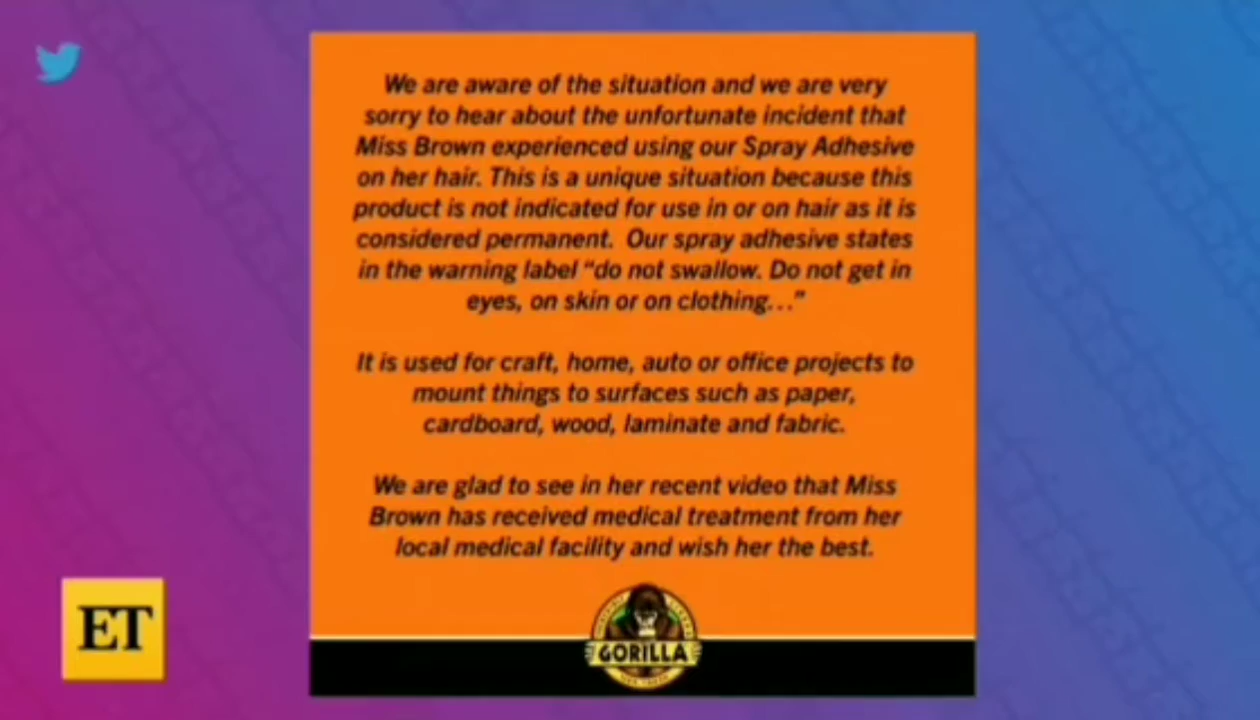 We are aware of the situation and we are very
sorry to hear about the unfortunate incident that
Miss Brown experienced using our Spray Adhesive
on her hair. This is a unique situation because this
product is not indicated for use in or on hair as it is
considered permanent.  Our spray adhesive states
in the warning label “do not swallow. Do not get in
eyes, on skin or on clothing…”
It is used for craft, home, auto or office projects to
mount things to surfaces such as paper,
cardboard, wood, laminate and fabric.
We are glad to see in her recent video that Miss
Brown has received medical treatment from her
local medical facility and wish her the best.
ET
GORILLA